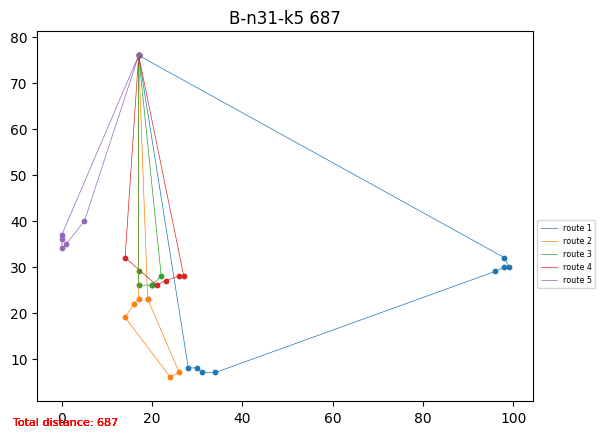 B-n31-k5 687
80
70
60
50
40
30
20
10
0 20 40 60 80 100
route 1
route 2
route 3
route 4
route 5
Total distance: 687